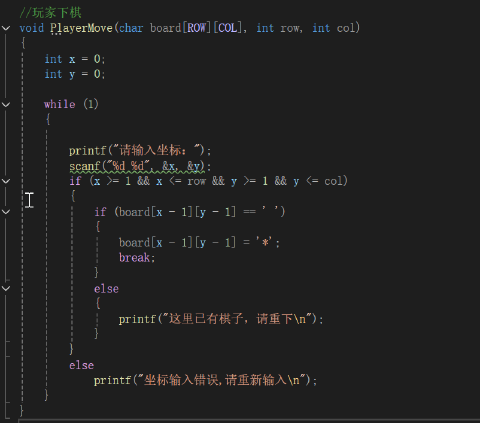 //玩家下棋
void PlayerMove(char board[ROW][COL], int row, int col)
{
    int x = 0;
    int y = 0;
    while (1)
    {
        printf("请输入坐标：");
        scanf("%d %d", &x, &y);
        if (x >= 1 && x <= row && y >= 1 && y <= col)
        {
            if (board[x - 1][y - 1] == ' ')
            {
                board[x - 1][y - 1] = '*';
                break;
            }
            else
            {
                printf("这里已有棋子，请重下\n");
            }
        }
        else
            printf("坐标输入错误,请重新输入\n");
    }
}